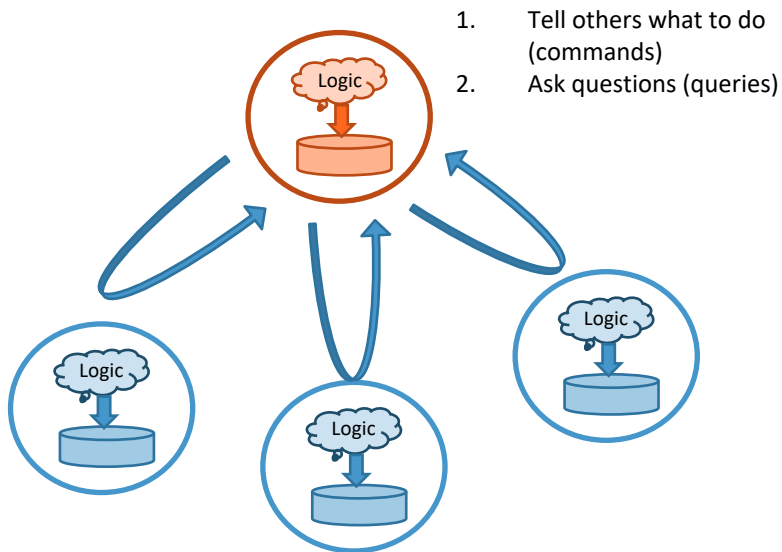 1. Tell others what to do
(commands)
2. Ask questions (queries)
Logic
Logic
Logic
Logic